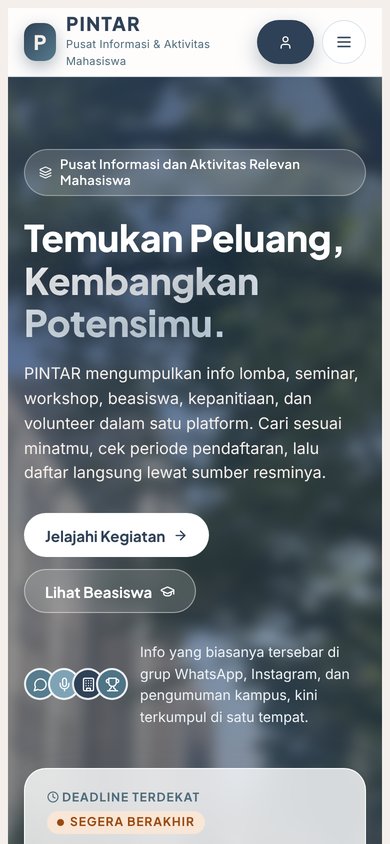 P
PINTAR
Pusat Informasi & Aktivitas
Mahasiswa
Pusat Informasi dan Aktivitas Relevan
Mahasiswa
Temukan Peluang,
Kembangkan
Potensimu.
PINTAR mengumpulkan info lomba, seminar,
workshop, beasiswa, kepanitiaan, dan
volunteer dalam satu platform. Cari sesuai
minatmu, cek periode pendaftaran, lalu
daftar langsung lewat sumber resminya.
Jelajahi Kegiatan
Lihat Beasiswa
Info yang biasanya tersebar di
grup WhatsApp, Instagram, dan
pengumuman kampus, kini
terkumpul di satu tempat.
DEADLINE TERDEKAT
SEGERA BERAKHIR